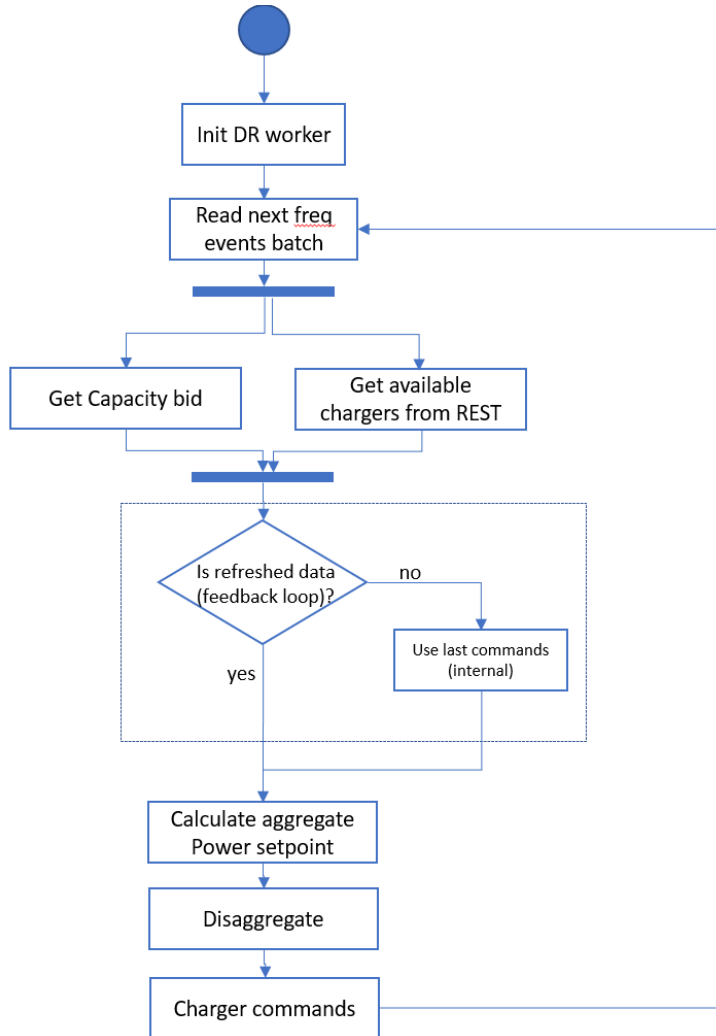 Init DR worker
Read next freq
events batch
Get Capacity bid
Get available
chargers from REST
Is refreshed data
(feedback loop)?
no
Use last commands
(internal)
yes
Calculate aggregate
Power setpoint
Disaggregate
Charger commands